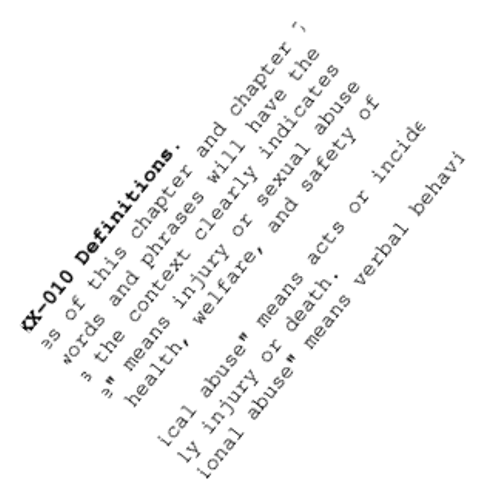 XX-010 Definitions.
es of this chapter and chapter
words and phrases will have the
s the context clearly indicates
e" means injury or sexual abuse
health, welfare, and safety of
ical abuse" means acts or incide
ly injury or death.
ional abuse" means verbal behavi